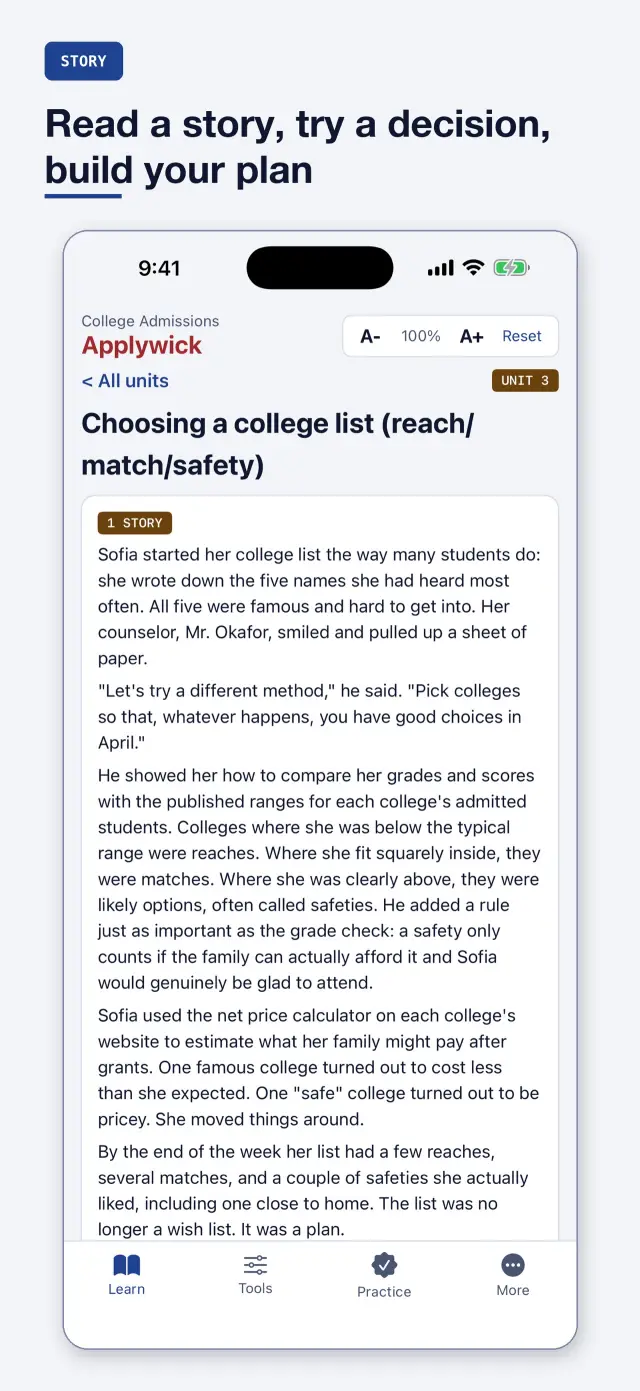 STORY
Read a story, try a decision,
build your plan
9:41
College Admissions
Applywick
A- 100% A+ Reset
< All units
UNIT 3
Choosing a college list (reach/
match/safety)
1 STORY
Sofia started her college list the way many students do:
she wrote down the five names she had heard most
often. All five were famous and hard to get into. Her
counselor, Mr. Okafor, smiled and pulled up a sheet of
paper.
"Let's try a different method," he said. "Pick colleges
so that, whatever happens, you have good choices in
April."
He showed her how to compare her grades and scores
with the published ranges for each college's admitted
students. Colleges where she was below the typical
range were reaches. Where she fit squarely inside, they
were matches. Where she was clearly above, they were
likely options, often called safeties. He added a rule
just as important as the grade check: a safety only
counts if the family can actually afford it and Sofia
would genuinely be glad to attend.
Sofia used the net price calculator on each college's
website to estimate what her family might pay after
grants. One famous college turned out to cost less
than she expected. One "safe" college turned out to be
pricey. She moved things around.
By the end of the week her list had a few reaches,
several matches, and a couple of safeties she actually
liked, including one close to home. The list was no
longer a wish list. It was a plan.
Learn Tools Practice More